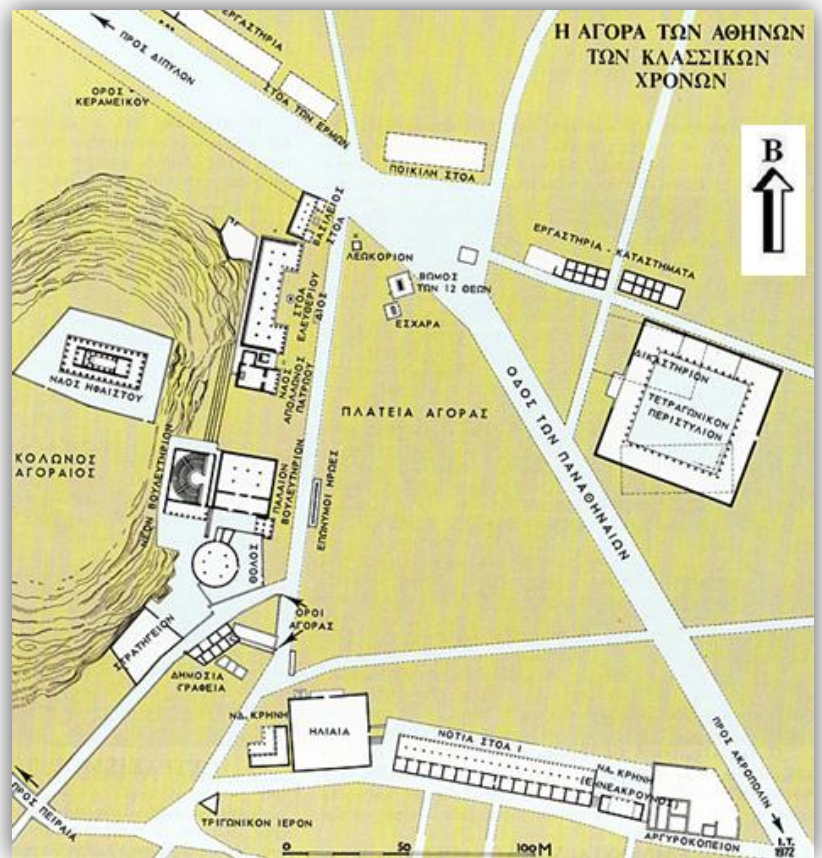 Η ΑΓΟΡΑ ΤΩΝ ΑΘΗΝΩΝ
ΤΩΝ ΚΛΑΣΣΙΚΩΝ
ΧΡΟΝΩΝ
Β
ΕΡΓΑΣΤΗΡΙΑ
ΠΡΟΣ ΔΙΠΥΛΟΝ
ΣΤΟΑ ΤΩΝ ΕΡΜΩΝ
ΟΡΟΣ
ΚΕΡΑΜΕΙΚΟΥ
ΠΟΙΚΙΛΗ ΣΤΟΑ
ΒΑΣΙΛΕΙΟΣ
ΣΤΟΑ
ΛΕΩΚΟΡΙΟΝ
ΕΡΓΑΣΤΗΡΙΑ - ΚΑΤΑΣΤΗΜΑΤΑ
ΒΩΜΟΣ
ΤΩΝ 12 ΘΕΩΝ
ΕΣΧΑΡΑ
ΣΤΟΑ
ΕΛΕΥΘΕΡΙΟΥ
ΔΙΟΣ
ΝΑΟΣ ΗΦΑΙΣΤΟΥ
ΝΑΟΣ
ΑΠΟΛΛΩΝΟΣ
ΠΑΤΡΩΟΥ
ΠΛΑΤΕΙΑ ΑΓΟΡΑΣ
ΟΔΟΣ ΤΩΝ ΠΑΝΑΘΗΝΑΙΩΝ
ΔΙΚΑΣΤΗΡΙΟΝ
ΤΕΤΡΑΓΩΝΙΚΟΝ
ΠΕΡΙΣΤΥΛΙΟΝ
ΚΟΛΩΝΟΣ
ΑΓΟΡΑΙΟΣ
ΝΕΟΝ ΒΟΥΛΕΥΤΗΡΙΟΝ
ΠΑΛΑΙΟΝ
ΒΟΥΛΕΥΤΗΡΙΟΝ
ΕΠΩΝΥΜΟΙ ΗΡΩΕΣ
ΘΟΛΟΣ
ΟΡΟΙ
ΑΓΟΡΑΣ
ΣΤΡΑΤΗΓΕΙΟΝ
ΔΗΜΟΣΙΑ
ΓΡΑΦΕΙΑ
ΝΔ. ΚΡΗΝΗ
ΗΛΙΑΙΑ
ΝΟΤΙΑ ΣΤΟΑ Ι
ΝΑ. ΚΡΗΝΗ
(ΕΝΝΕΑΚΡΟΥΝΟΣ)
ΠΡΟΣ ΑΚΡΟΠΟΛΙΝ
ΠΡΟΣ ΠΕΙΡΑΙΑ
ΤΡΙΓΩΝΙΚΟΝ ΙΕΡΟΝ
ΑΡΓΥΡΟΚΟΠΕΙΟΝ
0 50 100 Μ
Ι.Τ.
1972